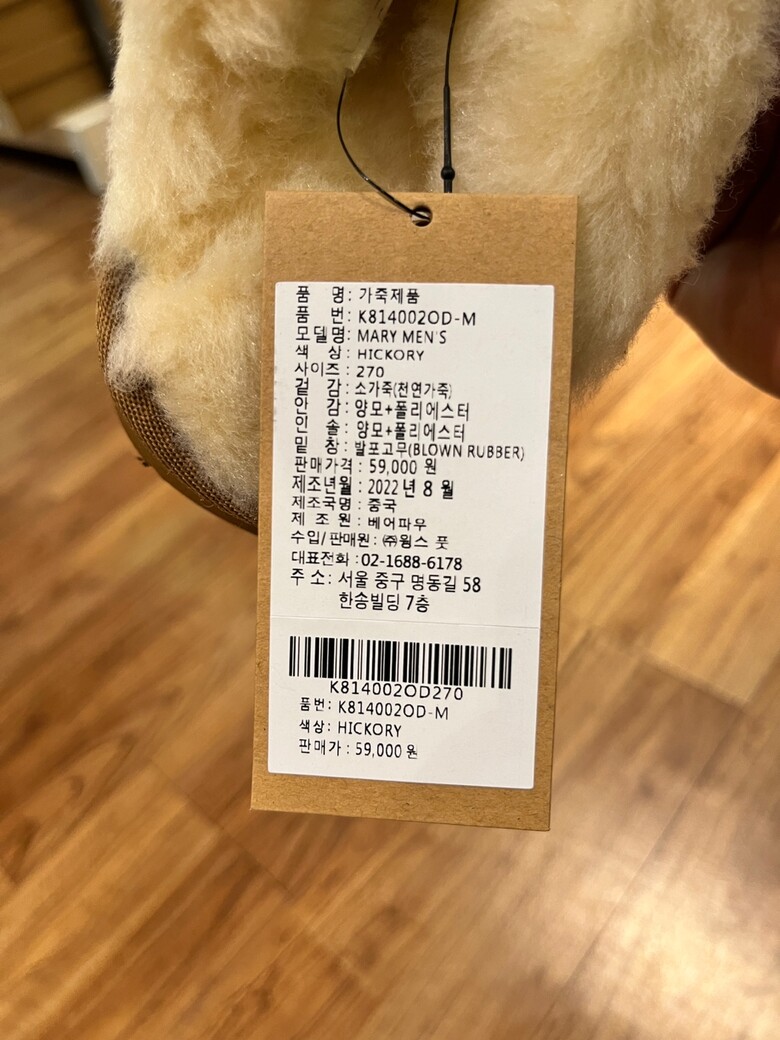 품 명: 가죽제품
품 번: K814002OD-M
모델명: MARY MEN'S
색 상: HICKORY
사이즈: 270
겉 감: 소가죽(천연가죽)
안 감: 양모+폴리에스터
인 솔: 양모+폴리에스터
밑 창: 발포고무(BLOWN RUBBER)
판매가격: 59,000 원
제조년월: 2022 년 8 월
제조국명: 중국
제 조 원: 베어파우
수입/판매원: ㈜윙스 풋
대표전화:02-1688-6178
주 소: 서울 중구 명동길 58
한송빌딩 7층
K814002OD270
품번: K814002OD-M
색상: HICKORY
판매가: 59,000 원